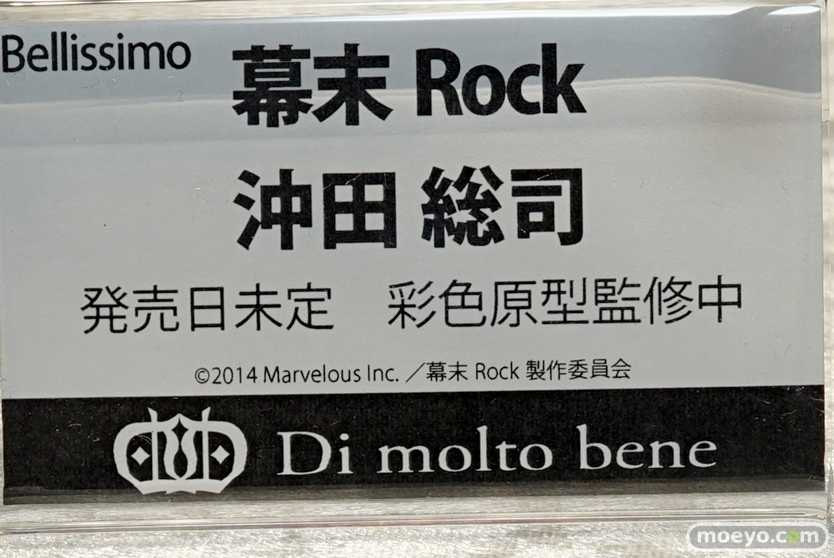 Bellissimo
幕末 Rock
沖田 総司
発売日未定　彩色原型監修中
©2014 Marvelous Inc. ／幕末 Rock 製作委員会
Di molto bene
moeyo.com